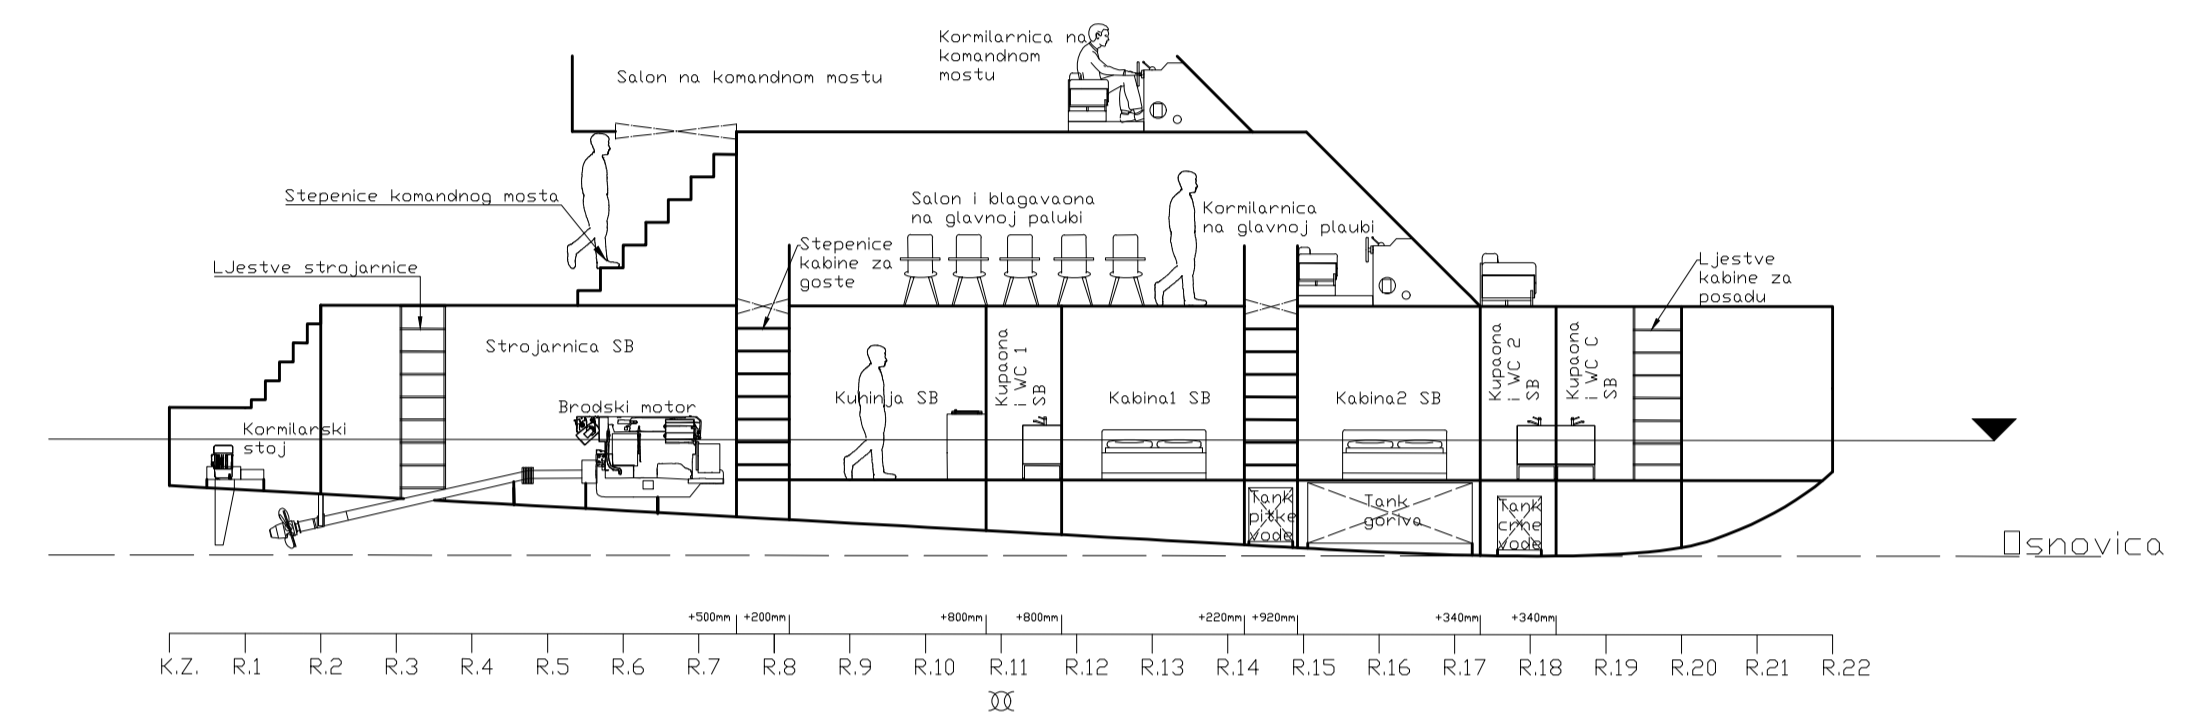 Kormilarnica na
komandnom
mostu
Salon na komandnom mostu
Stepenice komandnog mosta
Salon i blagavaona
na glavnoj palubi
Kormilarnica
na glavnoj plaubi
Stepenice
kabine za
goste
LJestve strojarnice
Ljestve
kabine za
posadu
Strojarnica SB
Kupaona
i WC 1
SB
Kupaona
i WC 2
SB
Kupaona
i WC C
SB
Brodski motor
Kuhinja SB
Kabina1 SB
Kabina2 SB
Kormilarski
stoj
Tank
pitke
vode
Tank
goriva
Tank
crne
vode
Osnovica
+500mm +200mm +800mm +800mm +220mm +920mm +340mm +340mm
K.Z. R.1 R.2 R.3 R.4 R.5 R.6 R.7 R.8 R.9 R.10 R.11 R.12 R.13 R.14 R.15 R.16 R.17 R.18 R.19 R.20 R.21 R.22